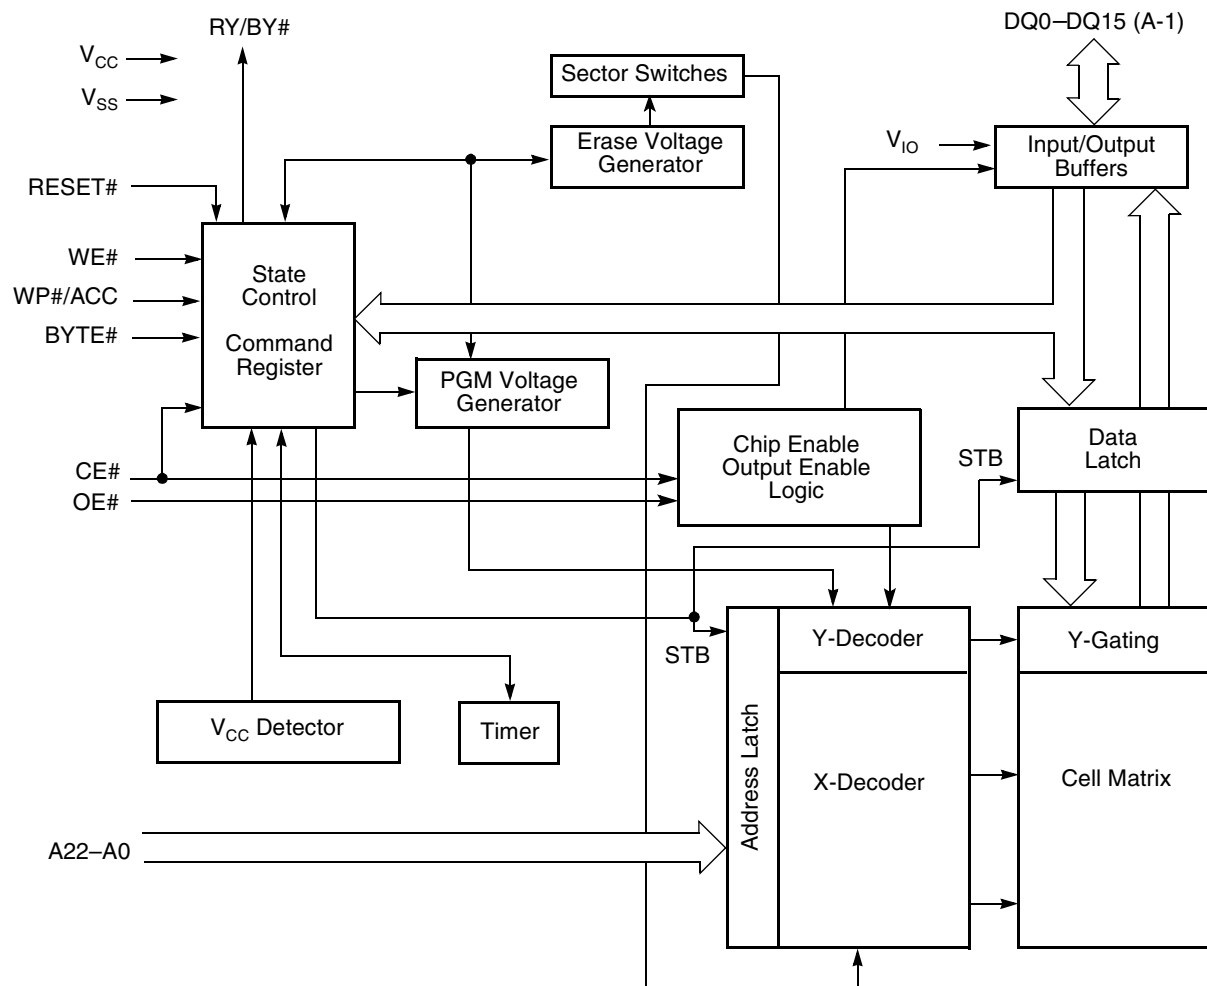 RY/BY#
DQ0–DQ15 (A-1)
VCC
VSS
Sector Switches
Erase Voltage
Generator
VIO
Input/Output
Buffers
RESET#
WE#
WP#/ACC
BYTE#
State
Control
Command
Register
PGM Voltage
Generator
CE#
OE#
Chip Enable
Output Enable
Logic
STB
Data
Latch
STB
Y-Decoder
Y-Gating
VCC Detector
Timer
Address Latch
X-Decoder
Cell Matrix
A22–A0